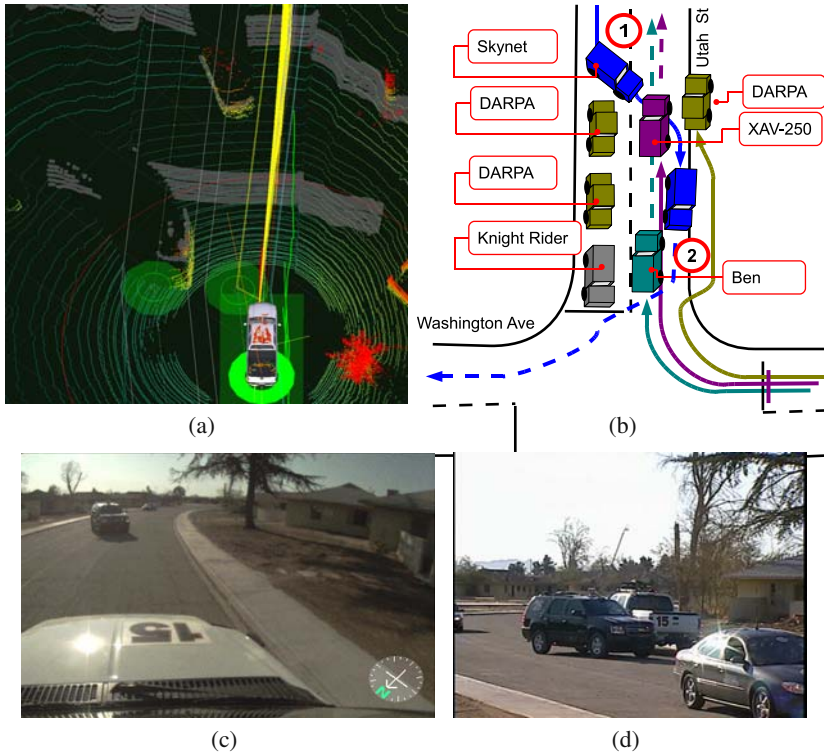 1
Utah St
Skynet
DARPA
DARPA
XAV-250
DARPA
Knight Rider
2
Ben
Washington Ave
(a)
(b)
15
N
15
(c)
(d)